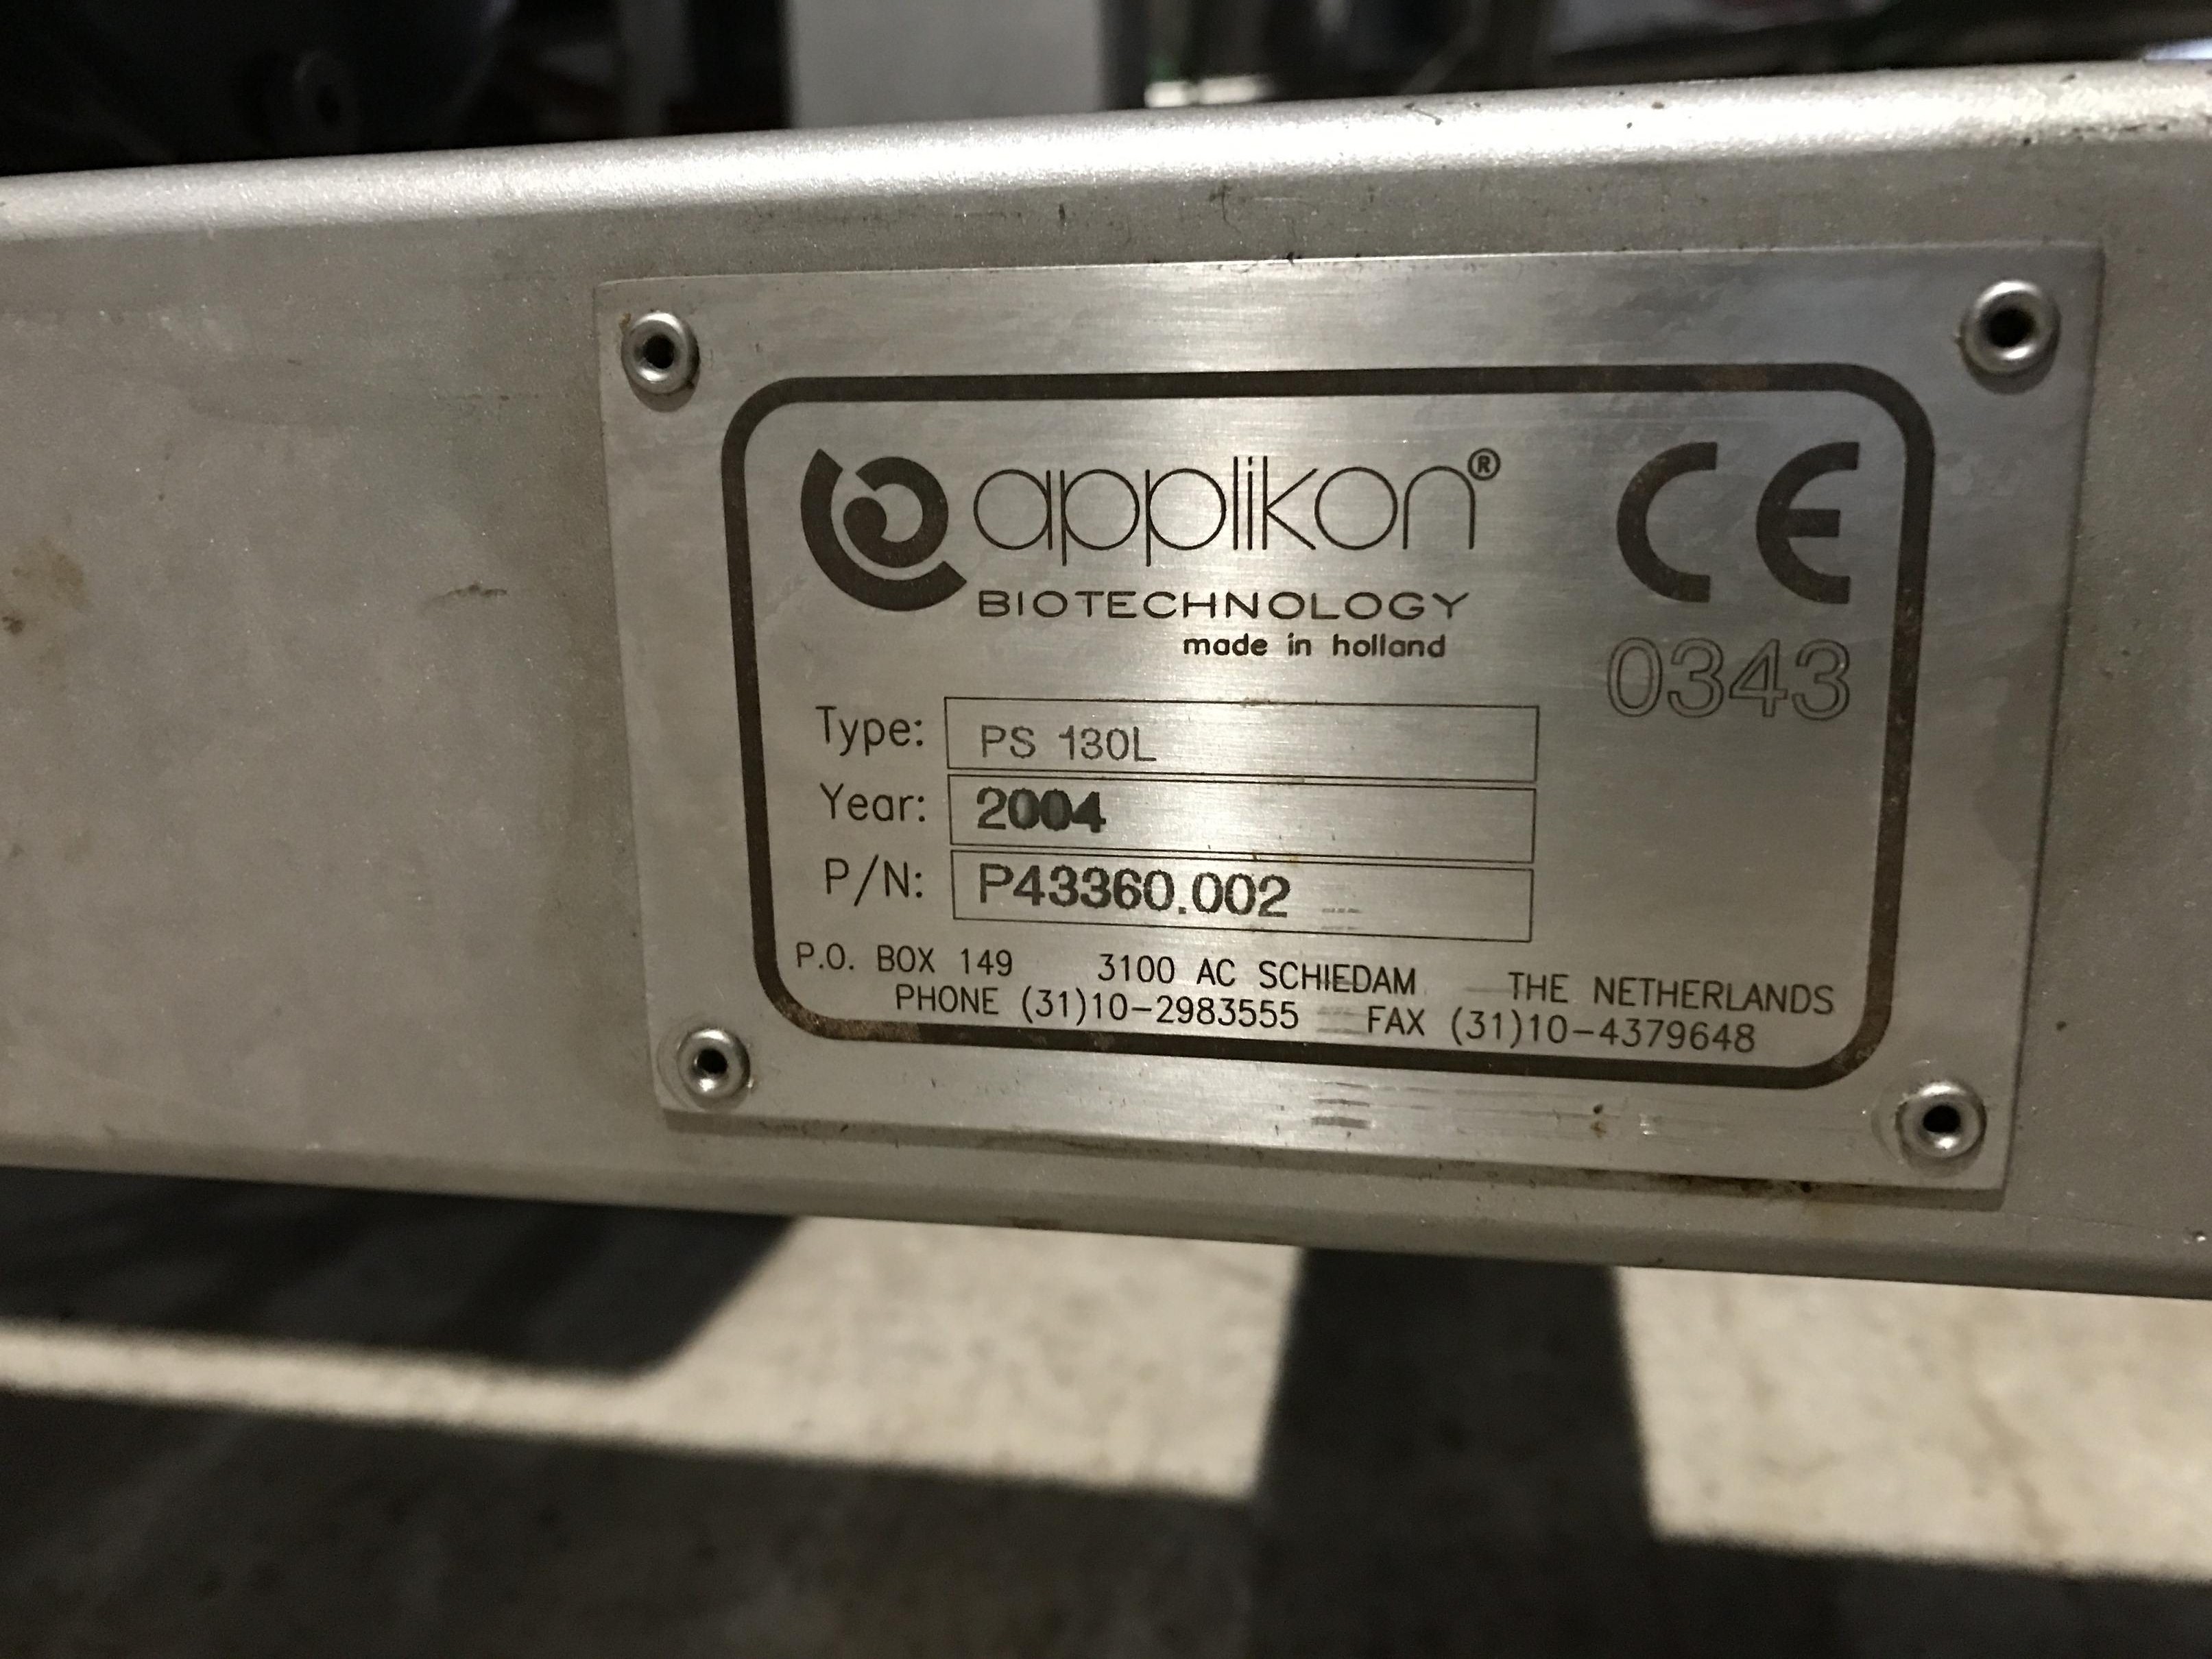 applikon®
BIOTECHNOLOGY
made in holland
CE
0343
Type: PS 130L
Year: 2004
P/N: P43360.002
P.O. BOX 149 3100 AC SCHIEDAM THE NETHERLANDS
PHONE (31)10-2983555 FAX (31)10-4379648